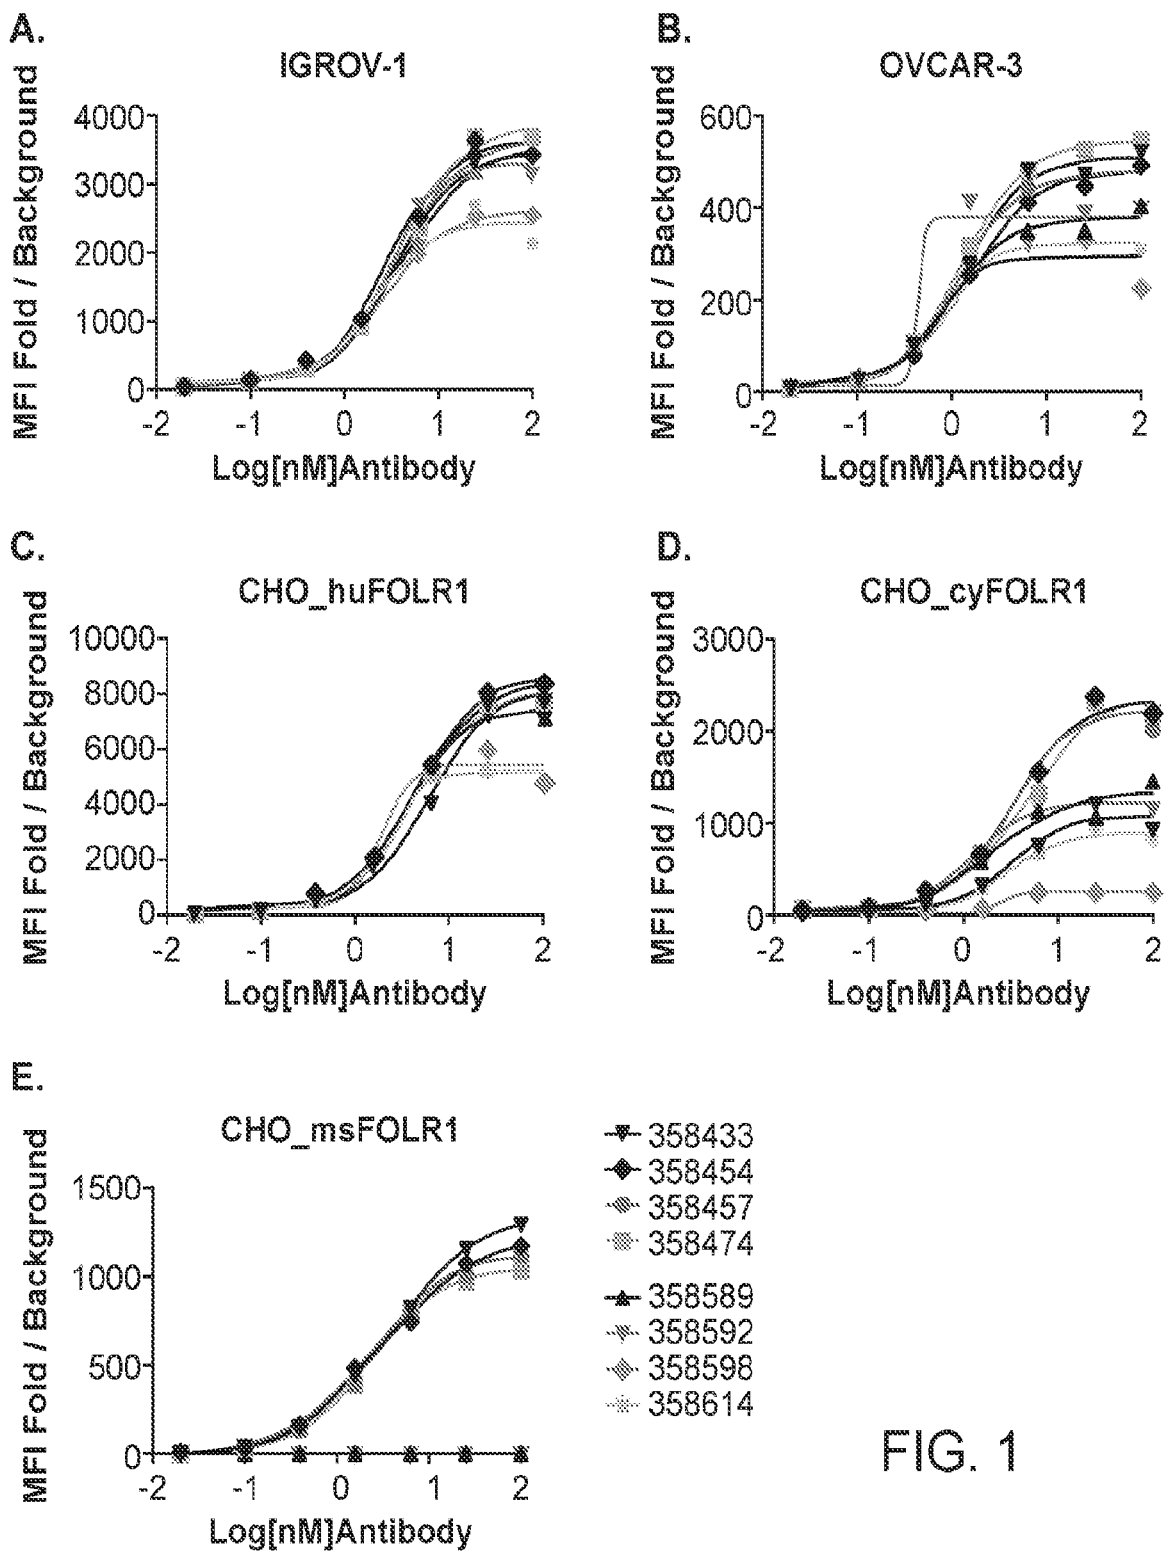 A.
IGROV-1
MFI Fold / Background
4000
3000
2000
1000
0
-2 -1 0 1 2
Log[nM]Antibody
B.
OVCAR-3
MFI Fold / Background
600
400
200
0
-2 -1 0 1 2
Log[nM]Antibody
C.
CHO_huFOLR1
MFI Fold / Background
10000
8000
6000
4000
2000
0
-2 -1 0 1 2
Log[nM]Antibody
D.
CHO_cyFOLR1
MFI Fold / Background
3000
2000
1000
0
-2 -1 0 1 2
Log[nM]Antibody
E.
CHO_msFOLR1
MFI Fold / Background
1500
1000
500
0
-2 -1 0 1 2
Log[nM]Antibody
358433
358454
358457
358474
358589
358592
358598
358614
FIG. 1